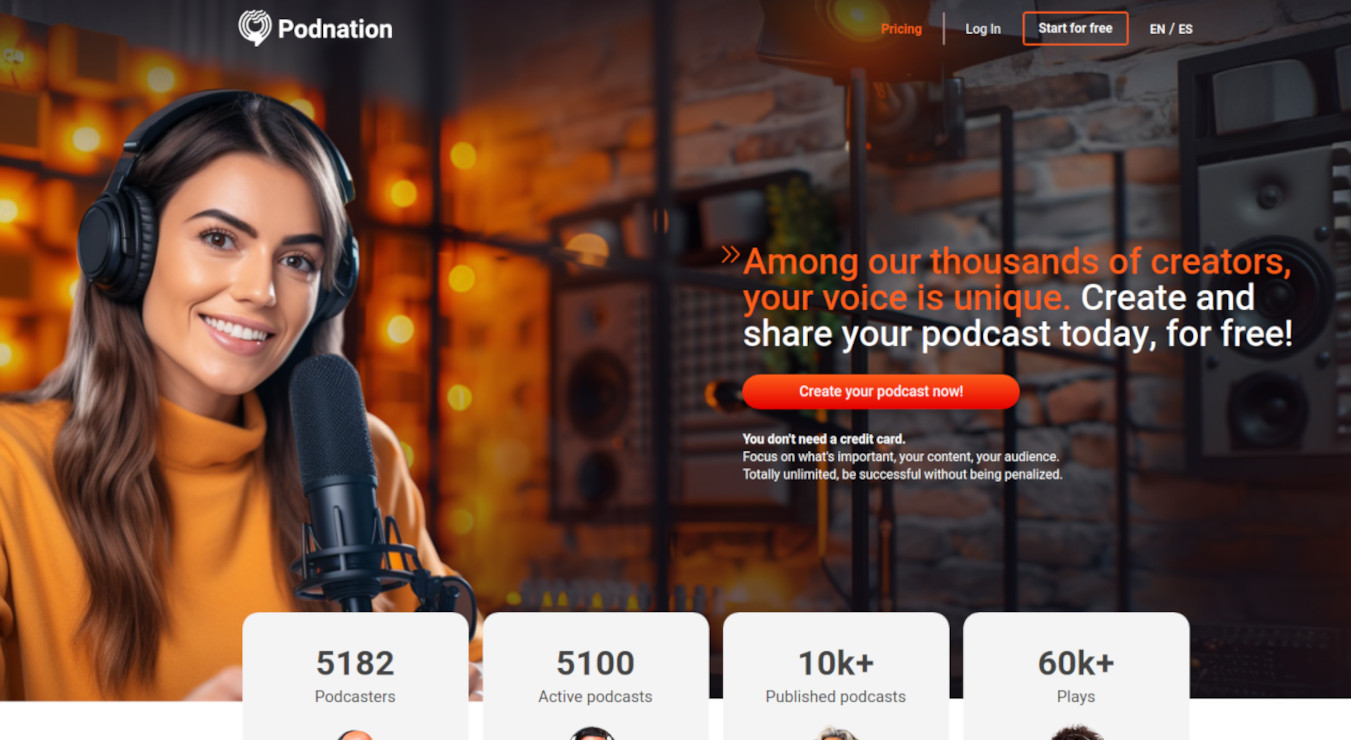 Podnation
Pricing
Log In
Start for free
EN / ES
Among our thousands of creators,
your voice is unique. Create and
share your podcast today, for free!
Create your podcast now!
You don't need a credit card.
Focus on what's important, your content, your audience.
Totally unlimited, be successful without being penalized.
5182
Podcasters
5100
Active podcasts
10k+
Published podcasts
60k+
Plays